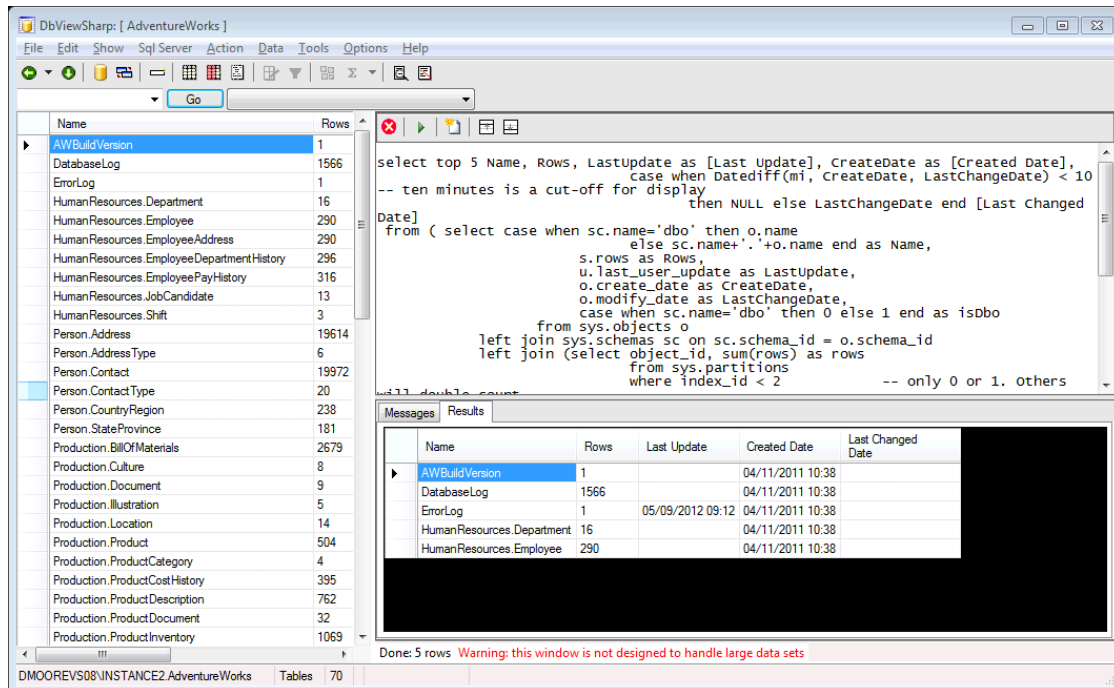 DbViewSharp: [ AdventureWorks ]
File Edit Show Sql Server Action Data Tools Options Help
Go
Name Rows
AWBuildVersion 1
DatabaseLog 1566
ErrorLog 1
HumanResources.Department 16
HumanResources.Employee 290
HumanResources.EmployeeAddress 290
HumanResources.EmployeeDepartmentHistory 296
HumanResources.EmployeePayHistory 316
HumanResources.JobCandidate 13
HumanResources.Shift 3
Person.Address 19614
Person.AddressType 6
Person.Contact 19972
Person.ContactType 20
Person.CountryRegion 238
Person.StateProvince 181
Production.BillOfMaterials 2679
Production.Culture 8
Production.Document 9
Production.Illustration 5
Production.Location 14
Production.Product 504
Production.ProductCategory 4
Production.ProductCostHistory 395
Production.ProductDescription 762
Production.ProductDocument 32
Production.ProductInventory 1069
select top 5 Name, Rows, LastUpdate as [Last Update], CreateDate as [Created Date],
case when Datediff(mi, CreateDate, LastChangeDate) < 10
-- ten minutes is a cut-off for display
then NULL else LastChangeDate end [Last Changed
Date]
from ( select case when sc.name='dbo' then o.name
else sc.name+'.'+o.name end as Name,
s.rows as Rows,
u.last_user_update as LastUpdate,
o.create_date as CreateDate,
o.modify_date as LastChangeDate,
case when sc.name='dbo' then 0 else 1 end as isDbo
from sys.objects o
left join sys.schemas sc on sc.schema_id = o.schema_id
left join (select object_id, sum(rows) as rows
from sys.partitions
where index_id < 2 -- only 0 or 1. Others
will double count
Messages Results
Name Rows Last Update Created Date Last Changed Date
AWBuildVersion 1 04/11/2011 10:38
DatabaseLog 1566 04/11/2011 10:38
ErrorLog 1 05/09/2012 09:12 04/11/2011 10:38
HumanResources.Department 16 04/11/2011 10:38
HumanResources.Employee 290 04/11/2011 10:38
Done: 5 rows Warning: this window is not designed to handle large data sets
DMOOREVS08\INSTANCE2.AdventureWorks Tables 70